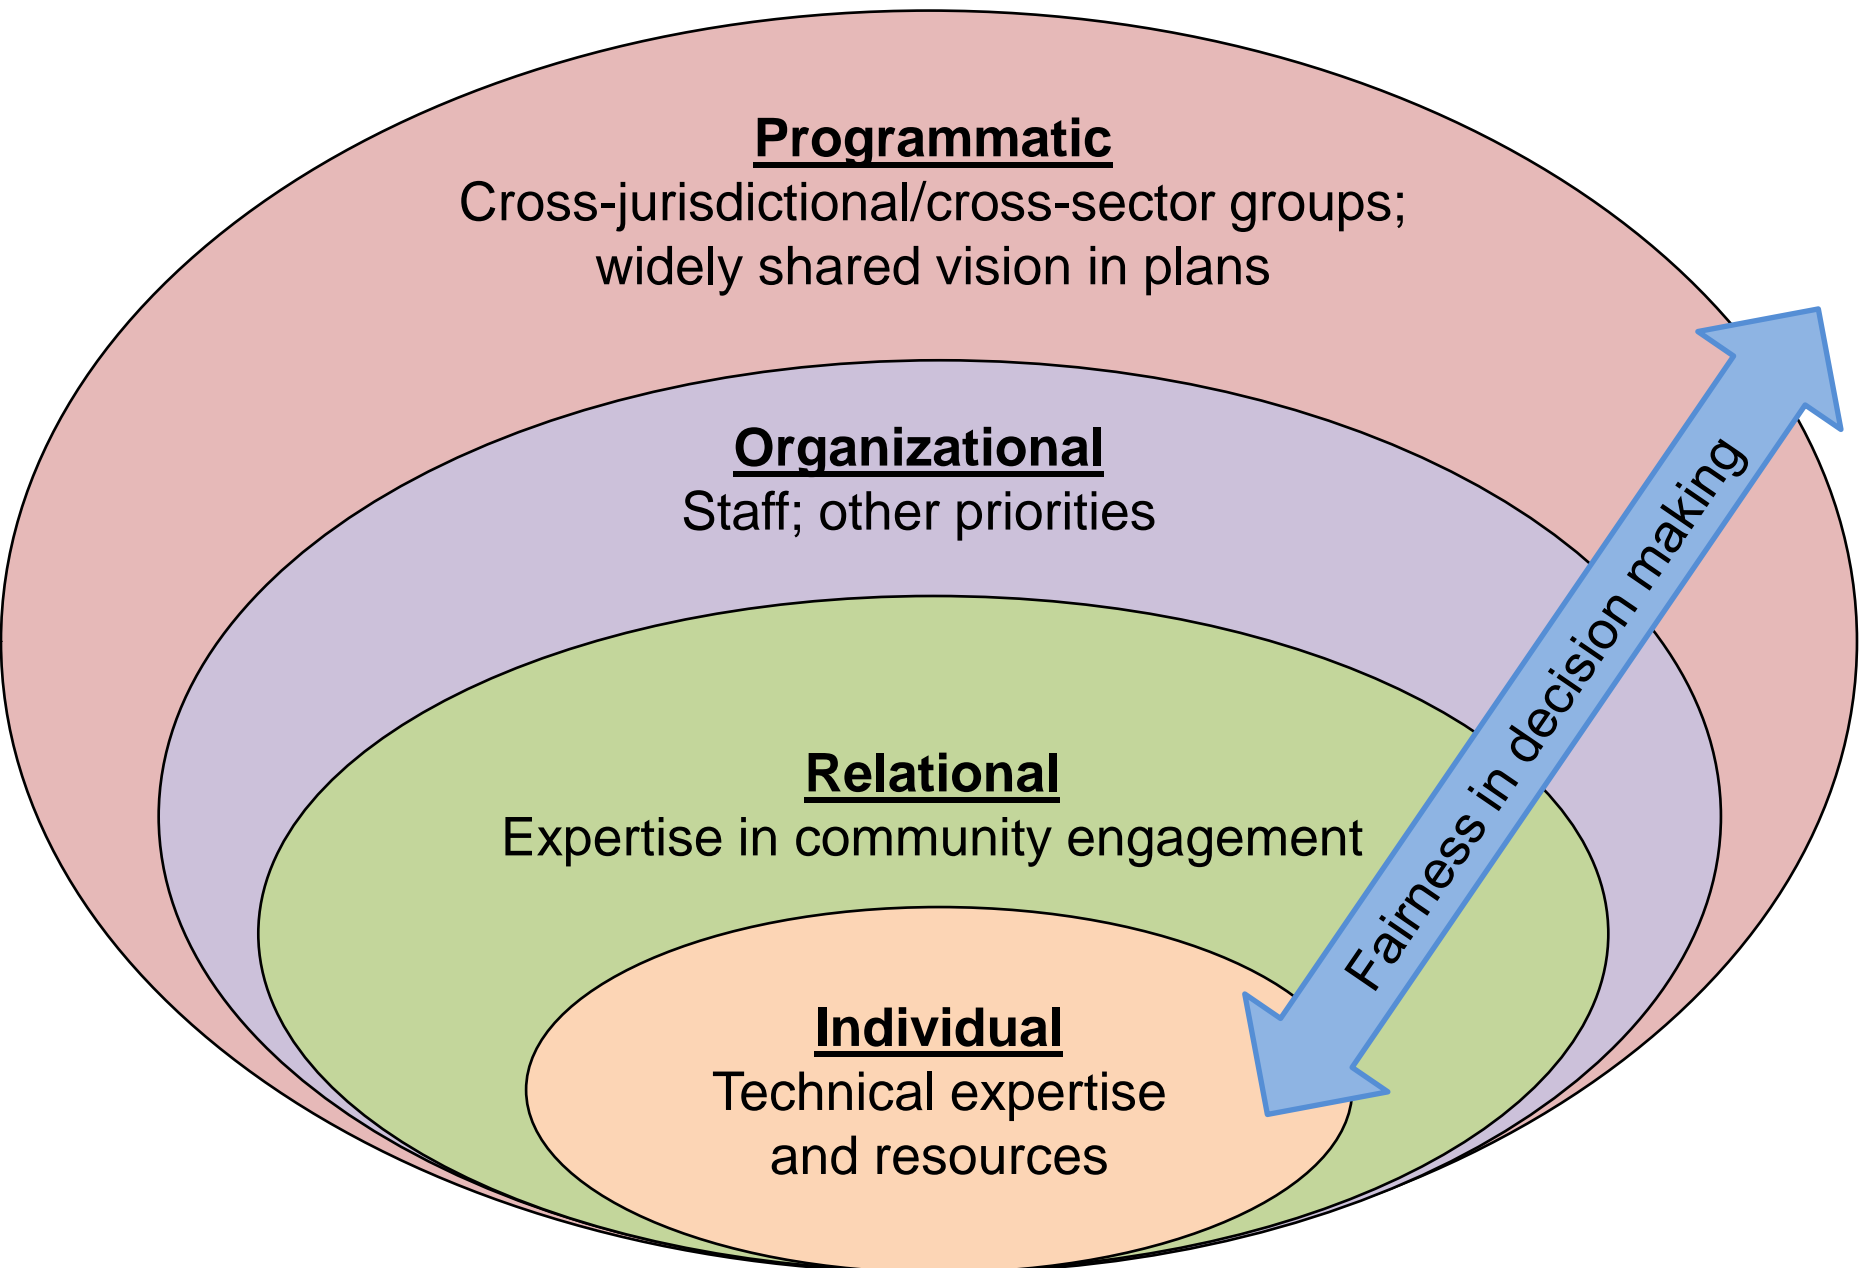 Programmatic
Cross-jurisdictional/cross-sector groups;
widely shared vision in plans
Organizational
Staff; other priorities
Relational
Expertise in community engagement
Individual
Technical expertise
and resources
Fairness in decision making